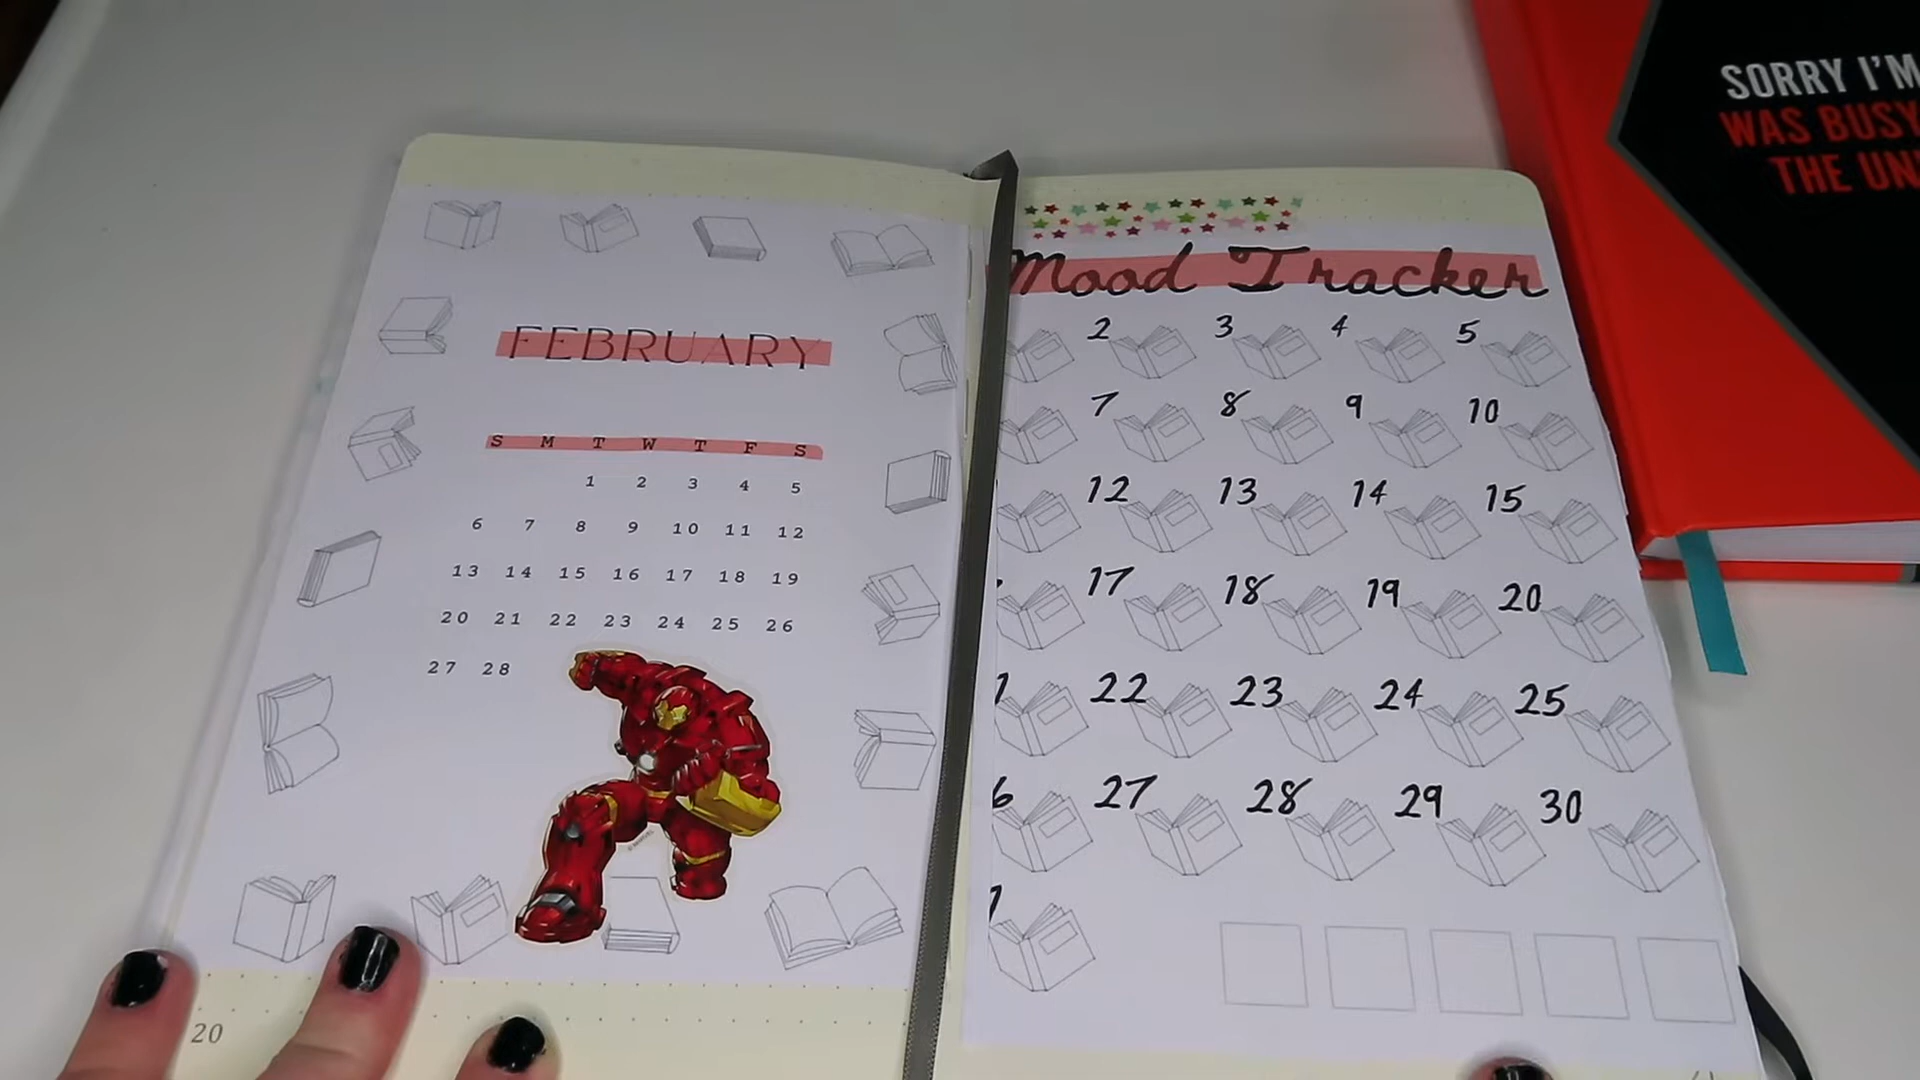 FEBRUARY
S M T W T F S
1 2 3 4 5
6 7 8 9 10 11 12
13 14 15 16 17 18 19
20 21 22 23 24 25 26
27 28
© MARVEL
20
Mood Tracker
2 3 4 5
7 8 9 10
12 13 14 15
17 18 19 20
22 23 24 25
6 27 28 29 30
SORRY I'M
WAS BUSY
THE